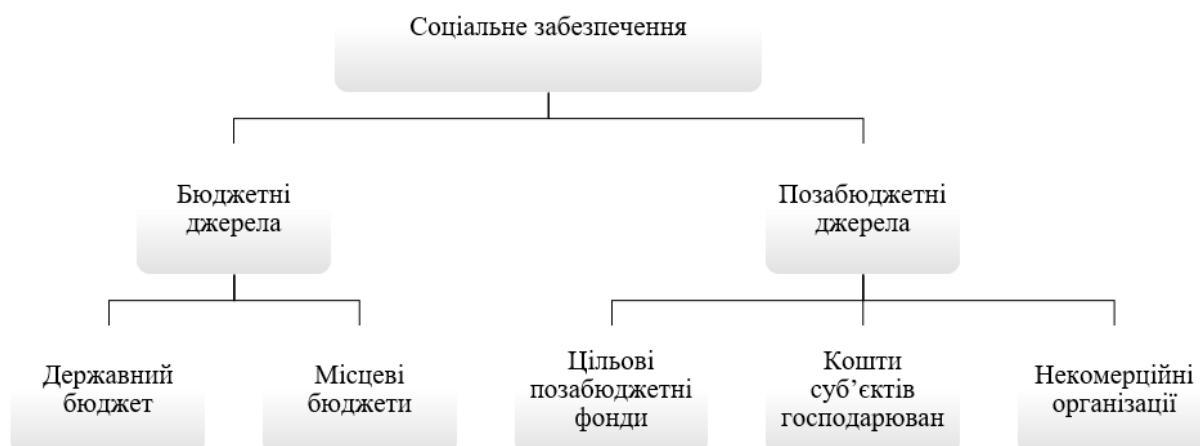 Соціальне забезпечення
Бюджетні
джерела
Позабюджетні
джерела
Державний
бюджет
Місцеві
бюджети
Цільові
позабюджетні
фонди
Кошти
суб’єктів
господарюван
Некомерційні
організації